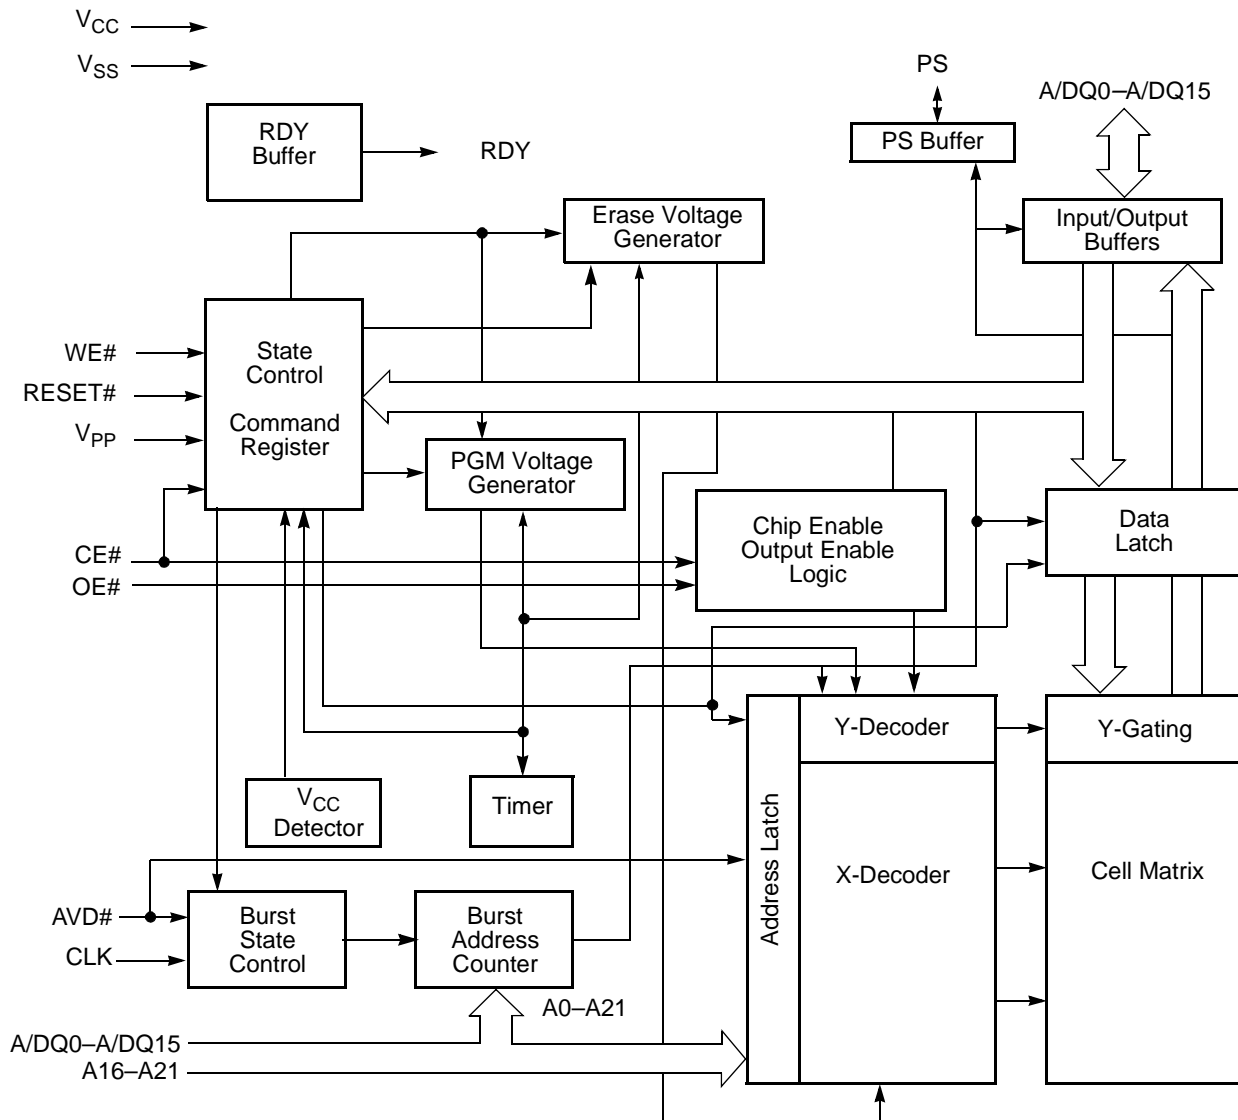 VCC
VSS
PS
A/DQ0–A/DQ15
RDY
Buffer
RDY
PS Buffer
Erase Voltage
Generator
Input/Output
Buffers
WE#
RESET#
VPP
State
Control
Command
Register
PGM Voltage
Generator
CE#
OE#
Chip Enable
Output Enable
Logic
Data
Latch
Y-Decoder
Y-Gating
VCC
Detector
Timer
Address Latch
X-Decoder
Cell Matrix
AVD#
CLK
Burst
State
Control
Burst
Address
Counter
A0–A21
A/DQ0–A/DQ15
A16–A21